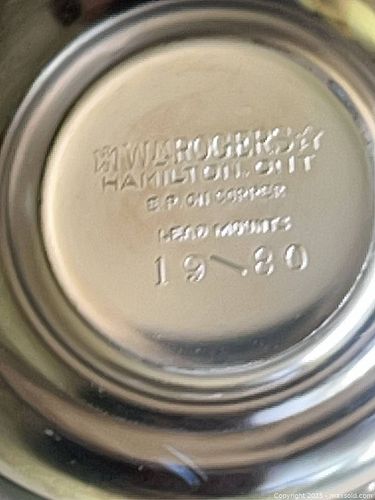 WM. ROGERS
HAMILTON, ONT
E.P. ON COPPER
LEAD MOUNTS
19-80
Copyright 2025 - maxsold.com